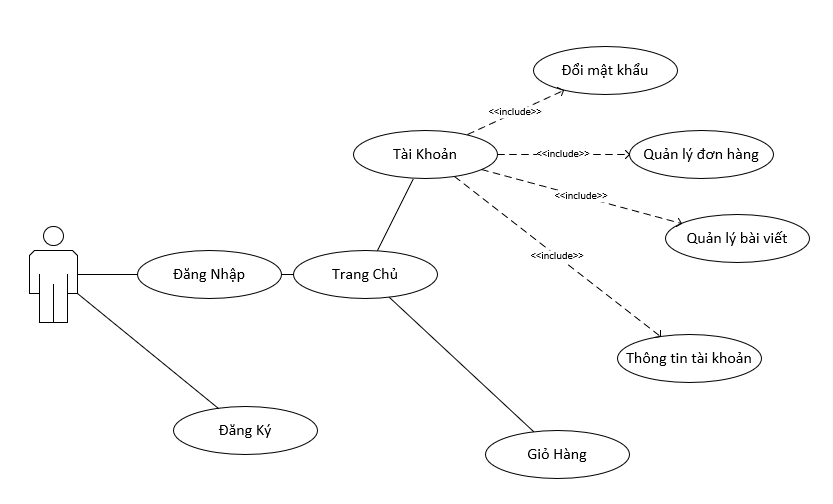 Đổi mật khẩu
<<include>>
Tài Khoản
<<include>>
Quản lý đơn hàng
<<include>>
Quản lý bài viết
<<include>>
Đăng Nhập
Trang Chủ
Thông tin tài khoản
Đăng Ký
Giỏ Hàng